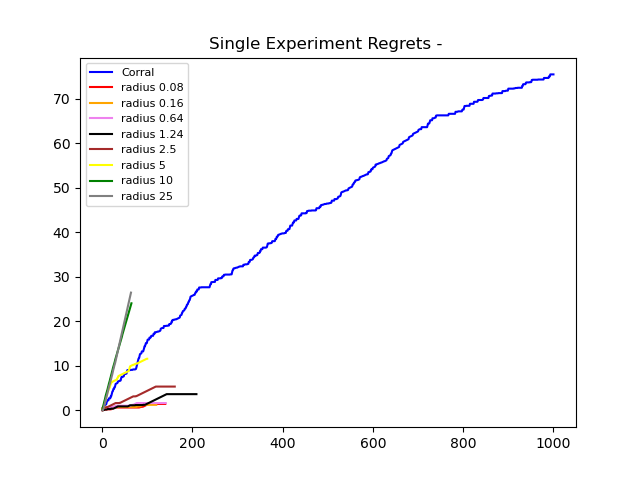 Single Experiment Regrets -
Corral
radius 0.08
radius 0.16
radius 0.64
radius 1.24
radius 2.5
radius 5
radius 10
radius 25
70
60
50
40
30
20
10
0
0 200 400 600 800 1000